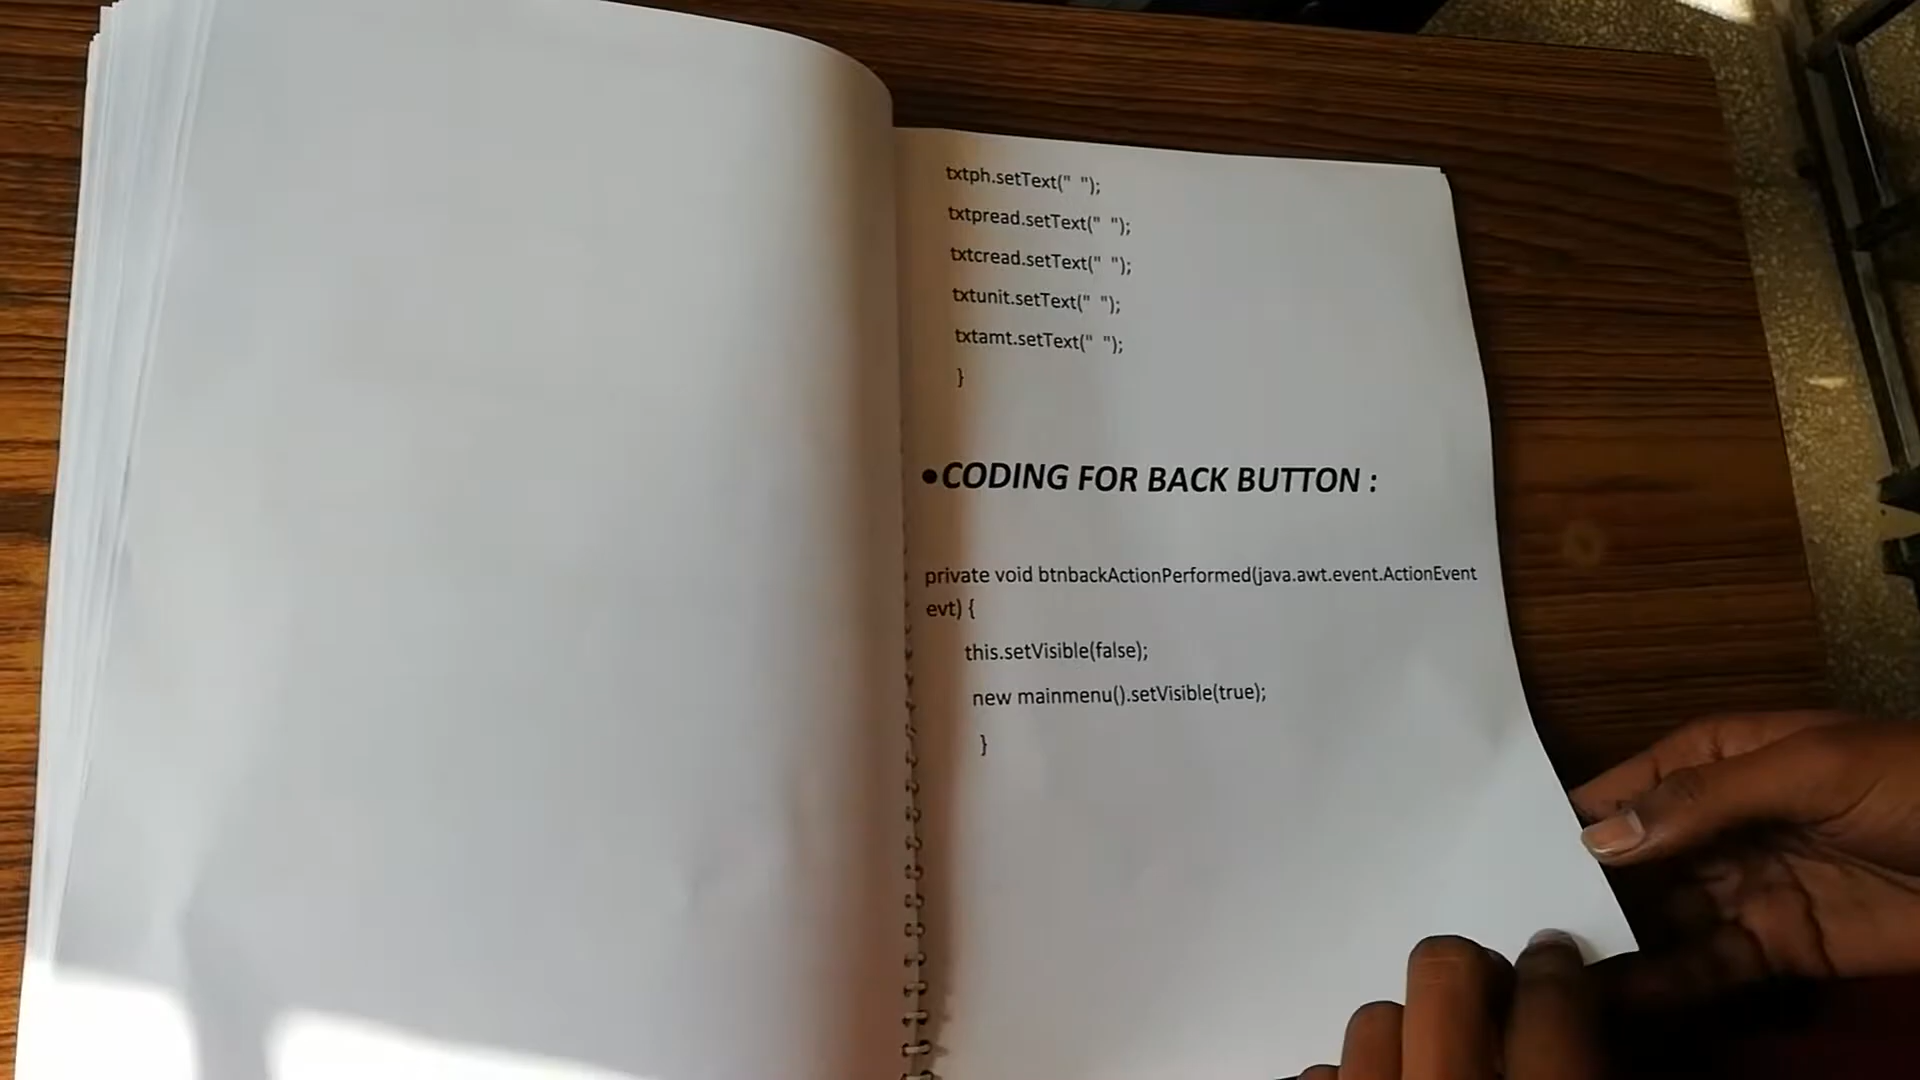 txtph.setText(" ");
txtpread.setText(" ");
txtcread.setText(" ");
txtunit.setText(" ");
txtamt.setText(" ");
}
•CODING FOR BACK BUTTON :
private void btnbackActionPerformed(java.awt.event.ActionEvent
evt) {
this.setVisible(false);
new mainmenu().setVisible(true);
}